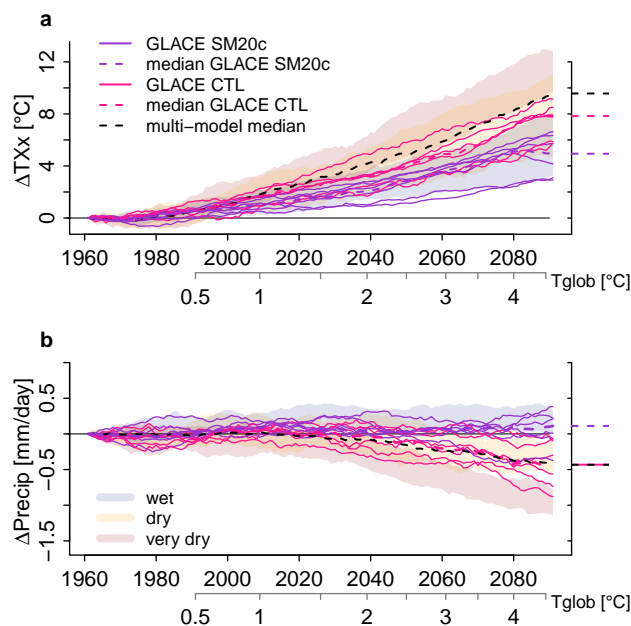 a
GLACE SM20c
median GLACE SM20c
GLACE CTL
median GLACE CTL
multi−model median
ΔTXx [°C]
12
8
4
0
1960 1980 2000 2020 2040 2060 2080
0.5 1 2 3 4 Tglob [°C]
b
ΔPrecip [mm/day]
0.5
−0.5
−1.5
wet
dry
very dry
1960 1980 2000 2020 2040 2060 2080
0.5 1 2 3 4 Tglob [°C]